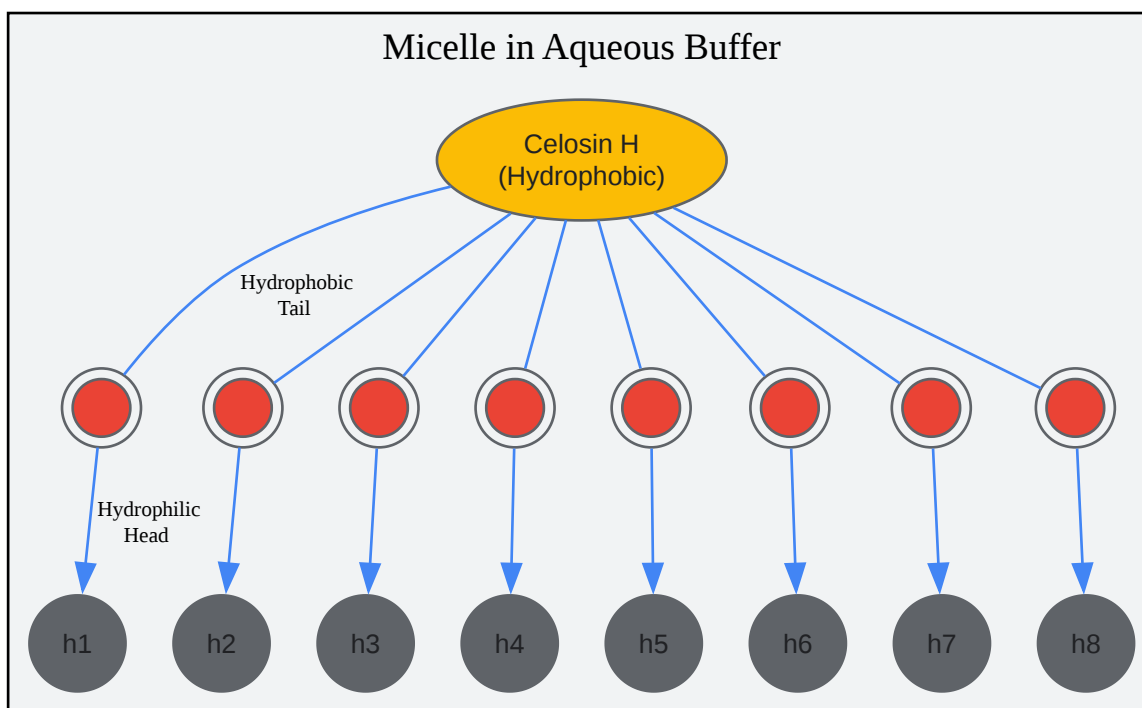 Micelle in Aqueous Buffer
Celosin H
(Hydrophobic)
Hydrophobic
Tail
Hydrophilic
Head
h1
h2
h3
h4
h5
h6
h7
h8